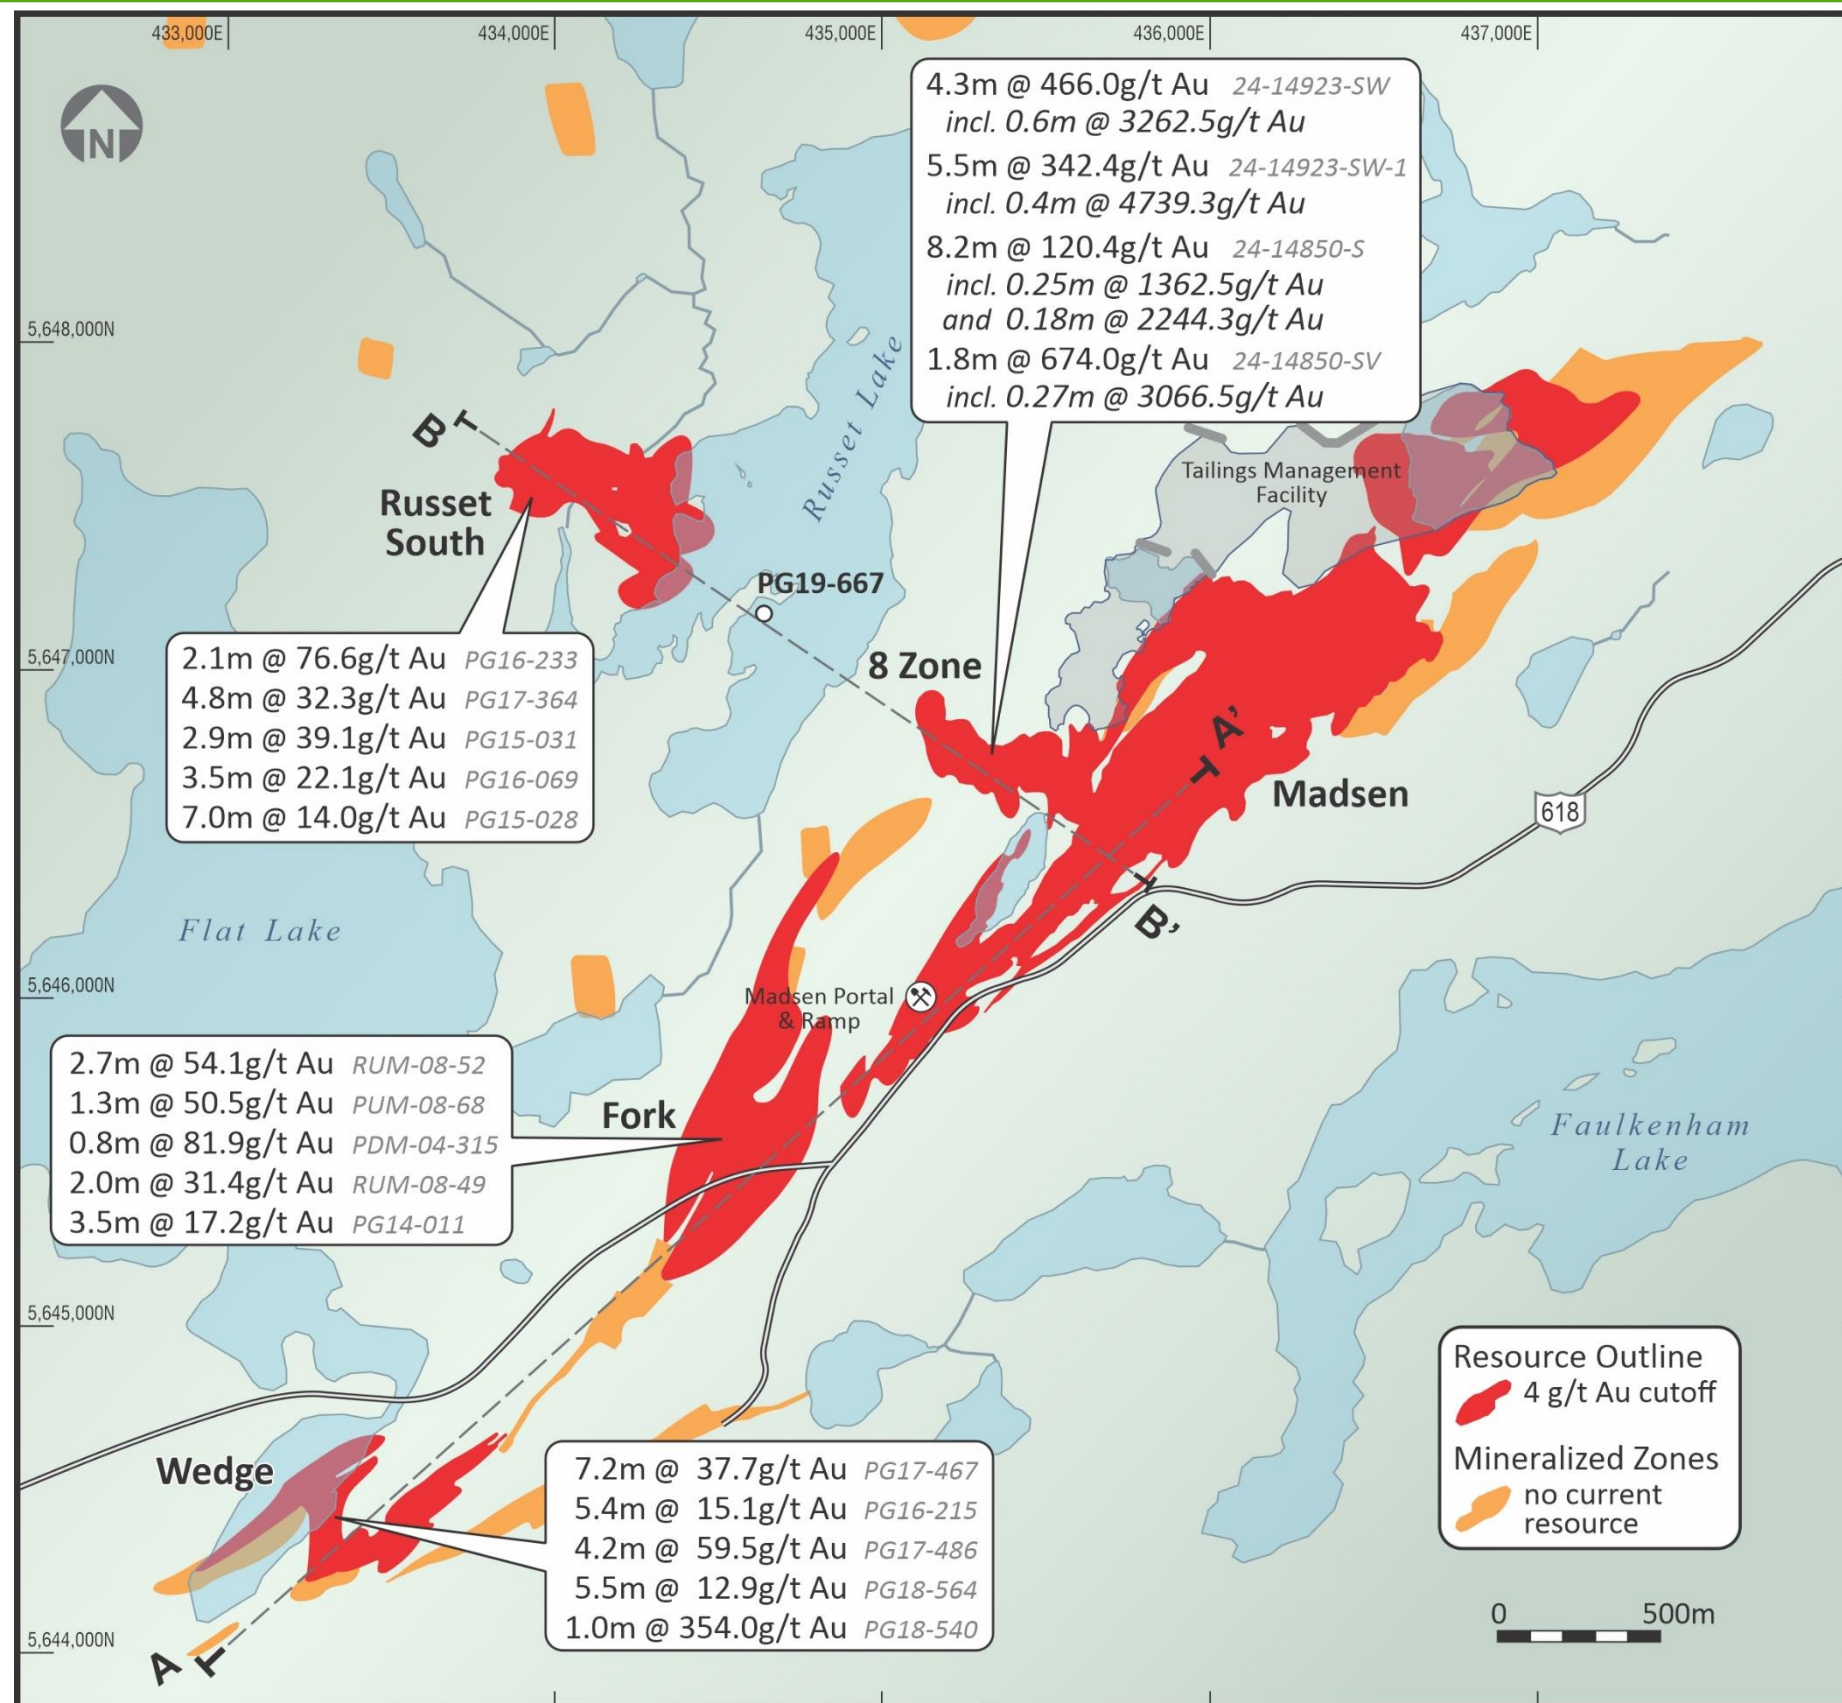 433,000E
434,000E
435,000E
436,000E
437,000E
N
4.3m @ 466.0g/t Au 24-14923-SW
incl. 0.6m @ 3262.5g/t Au
5.5m @ 342.4g/t Au 24-14923-SW-1
incl. 0.4m @ 4739.3g/t Au
8.2m @ 120.4g/t Au 24-14850-S
incl. 0.25m @ 1362.5g/t Au
and 0.18m @ 2244.3g/t Au
1.8m @ 674.0g/t Au 24-14850-SV
incl. 0.27m @ 3066.5g/t Au
5,648,000N
Russet Lake
B
Russet
South
Tailings Management
Facility
PG19-667
5,647,000N
2.1m @ 76.6g/t Au PG16-233
4.8m @ 32.3g/t Au PG17-364
2.9m @ 39.1g/t Au PG15-031
3.5m @ 22.1g/t Au PG16-069
7.0m @ 14.0g/t Au PG15-028
8 Zone
A'
Madsen
618
B'
Flat Lake
5,646,000N
Madsen Portal
& Ramp
2.7m @ 54.1g/t Au RUM-08-52
1.3m @ 50.5g/t Au PUM-08-68
0.8m @ 81.9g/t Au PDM-04-315
2.0m @ 31.4g/t Au RUM-08-49
3.5m @ 17.2g/t Au PG14-011
Fork
Faulkenham
Lake
5,645,000N
Resource Outline
4 g/t Au cutoff
Mineralized Zones
no current
resource
Wedge
7.2m @ 37.7g/t Au PG17-467
5.4m @ 15.1g/t Au PG16-215
4.2m @ 59.5g/t Au PG17-486
5.5m @ 12.9g/t Au PG18-564
1.0m @ 354.0g/t Au PG18-540
0 500m
5,644,000N
A